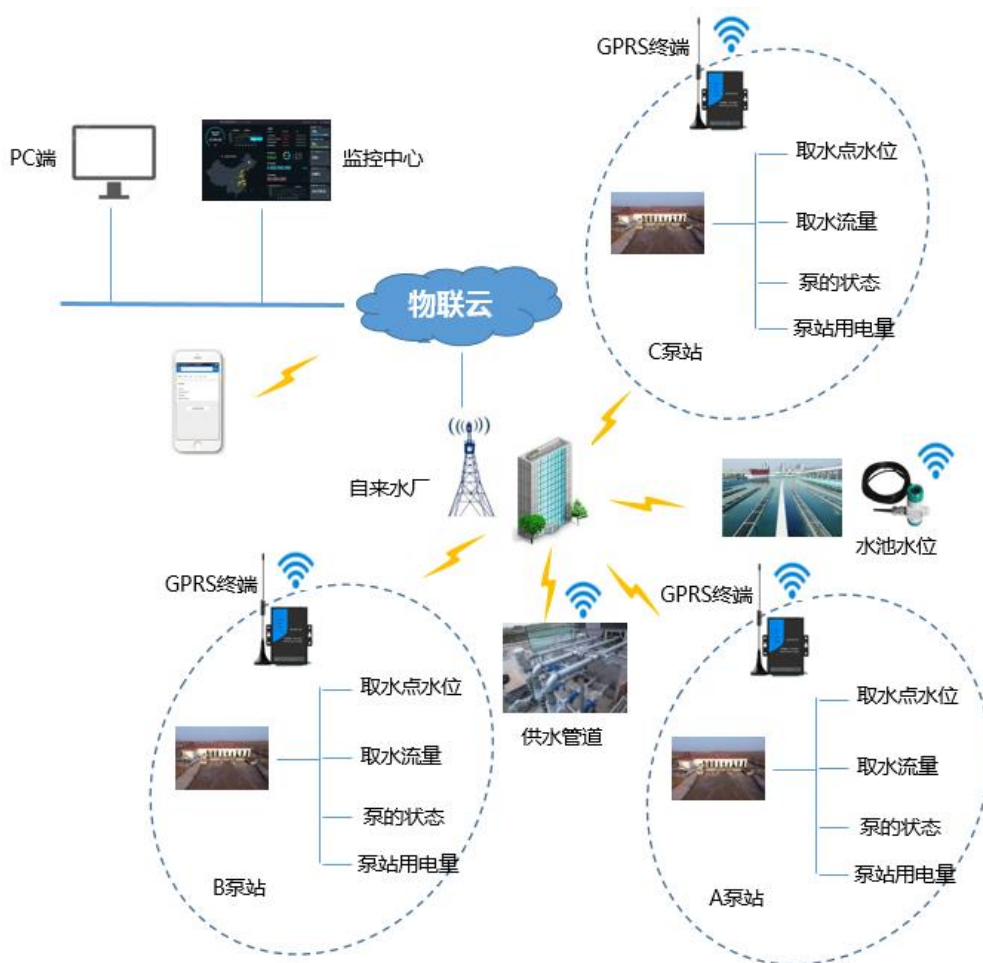 GPRS终端
PC端
监控中心
取水点水位
取水流量
泵的状态
泵站用电量
C泵站
物联云
自来水厂
水池水位
GPRS终端
取水点水位
取水流量
泵的状态
泵站用电量
B泵站
供水管道
GPRS终端
取水点水位
取水流量
泵的状态
泵站用电量
A泵站